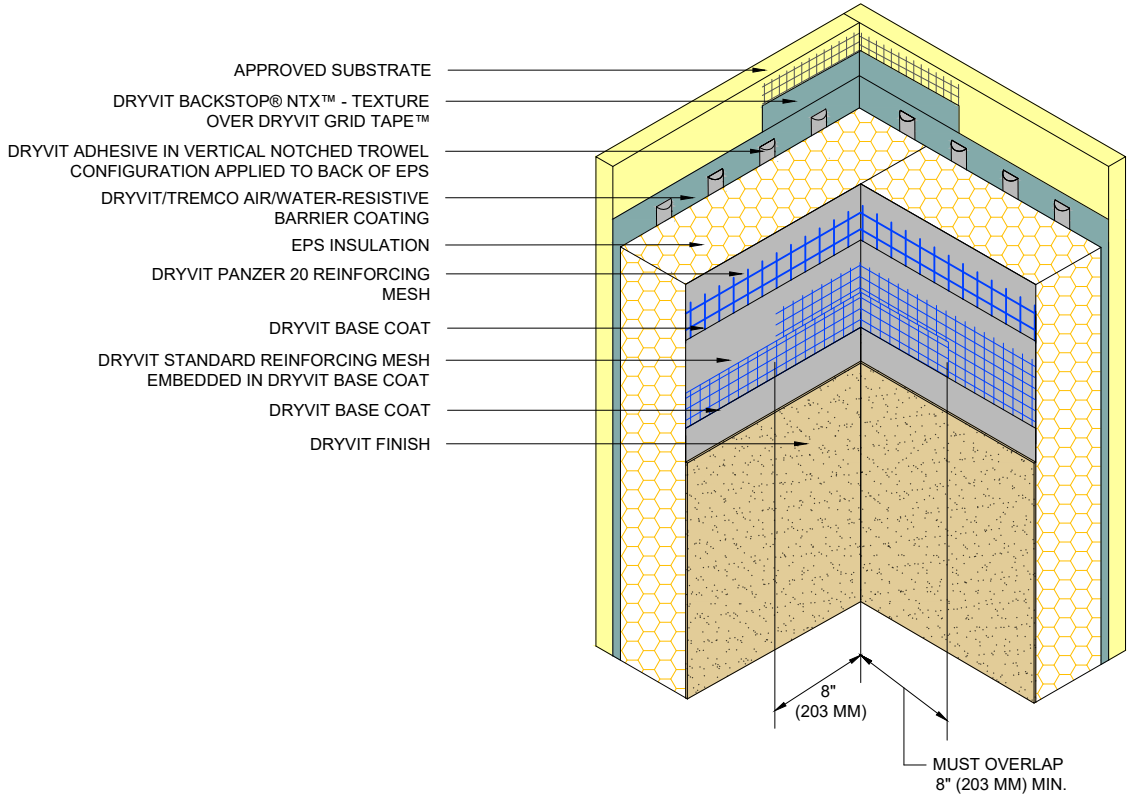 APPROVED SUBSTRATE
DRYVIT BACKSTOP® NTX™ - TEXTURE
OVER DRYVIT GRID TAPE™
DRYVIT ADHESIVE IN VERTICAL NOTCHED TROWEL
CONFIGURATION APPLIED TO BACK OF EPS
DRYVIT/TREMCO AIR/WATER-RESISTIVE
BARRIER COATING
EPS INSULATION
DRYVIT PANZER 20 REINFORCING
MESH
DRYVIT BASE COAT
DRYVIT STANDARD REINFORCING MESH
EMBEDDED IN DRYVIT BASE COAT
DRYVIT BASE COAT
DRYVIT FINISH
8"
(203 MM)
MUST OVERLAP
8" (203 MM) MIN.